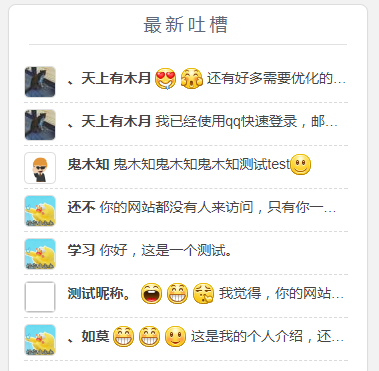 最新吐槽
、天上有木月 还有好多需要优化的...
、天上有木月 我已经使用qq快速登录，邮...
鬼木知 鬼木知鬼木知鬼木知测试test
还不 你的网站都没有人来访问，只有你一...
学习 你好，这是一个测试。
测试昵称。 我觉得，你的网站...
、如莫 这是我的个人介绍，还...